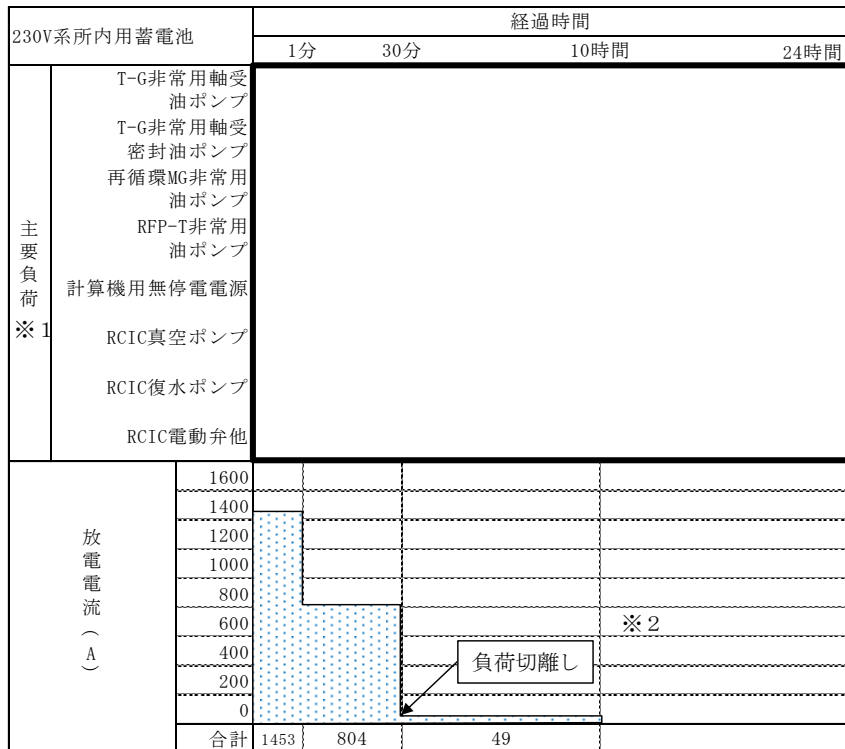 230V系所内用蓄電池
経過時間
1分 30分 10時間 24時間
主要負荷
※1
T-G非常用軸受
油ポンプ
T-G非常用軸受
密封油ポンプ
再循環MG非常用
油ポンプ
RFP-T非常用
油ポンプ
計算機用無停電電源
RCIC真空ポンプ
RCIC復水ポンプ
RCIC電動弁他
放電電流(A)
1600
1400
1200
1000
800
600
400
200
0
※2
負荷切離し
合計 1453 804 49